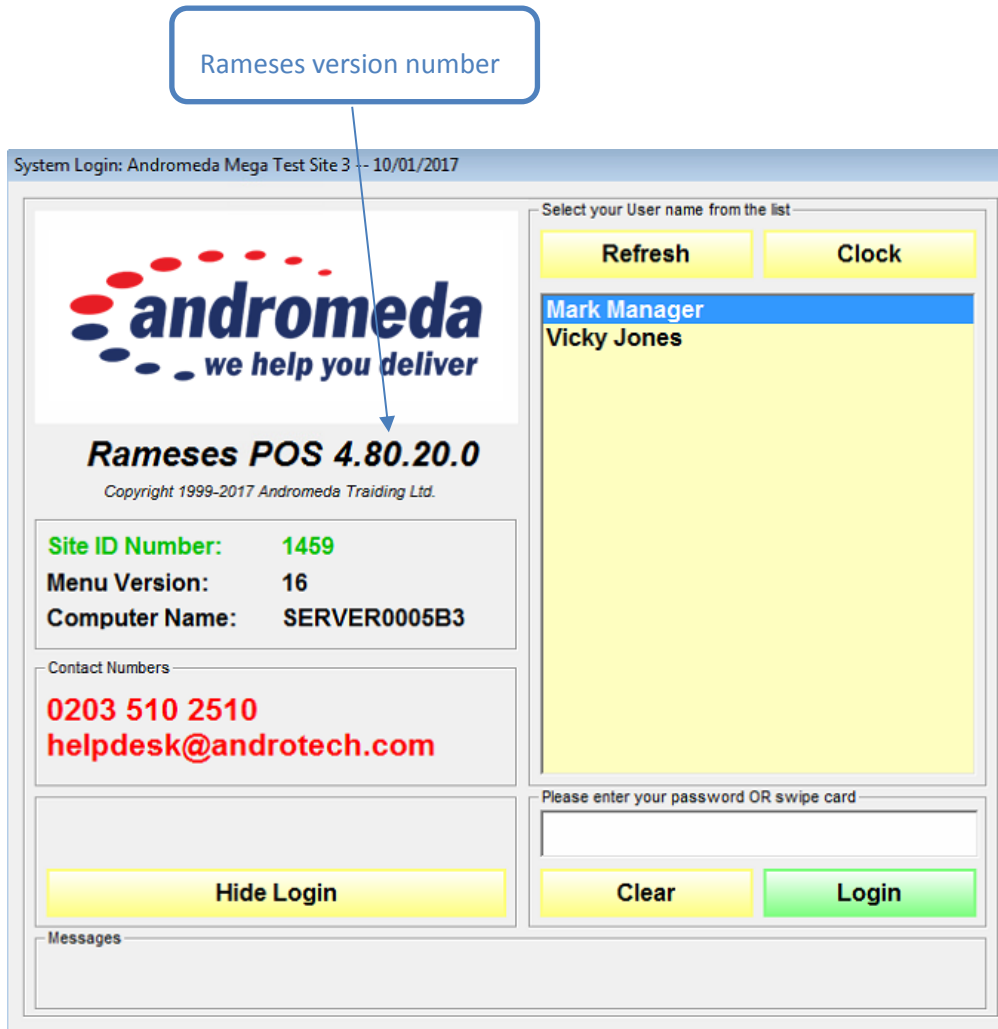 Rameses version number
System Login: Andromeda Mega Test Site 3 -- 10/01/2017
andromeda
we help you deliver
Rameses POS 4.80.20.0
Copyright 1999-2017 Andromeda Traiding Ltd.
Site ID Number: 1459
Menu Version: 16
Computer Name: SERVER0005B3
Contact Numbers
0203 510 2510
helpdesk@androtech.com
Hide Login
Select your User name from the list
Refresh Clock
Mark Manager
Vicky Jones
Please enter your password OR swipe card
Clear Login
Messages